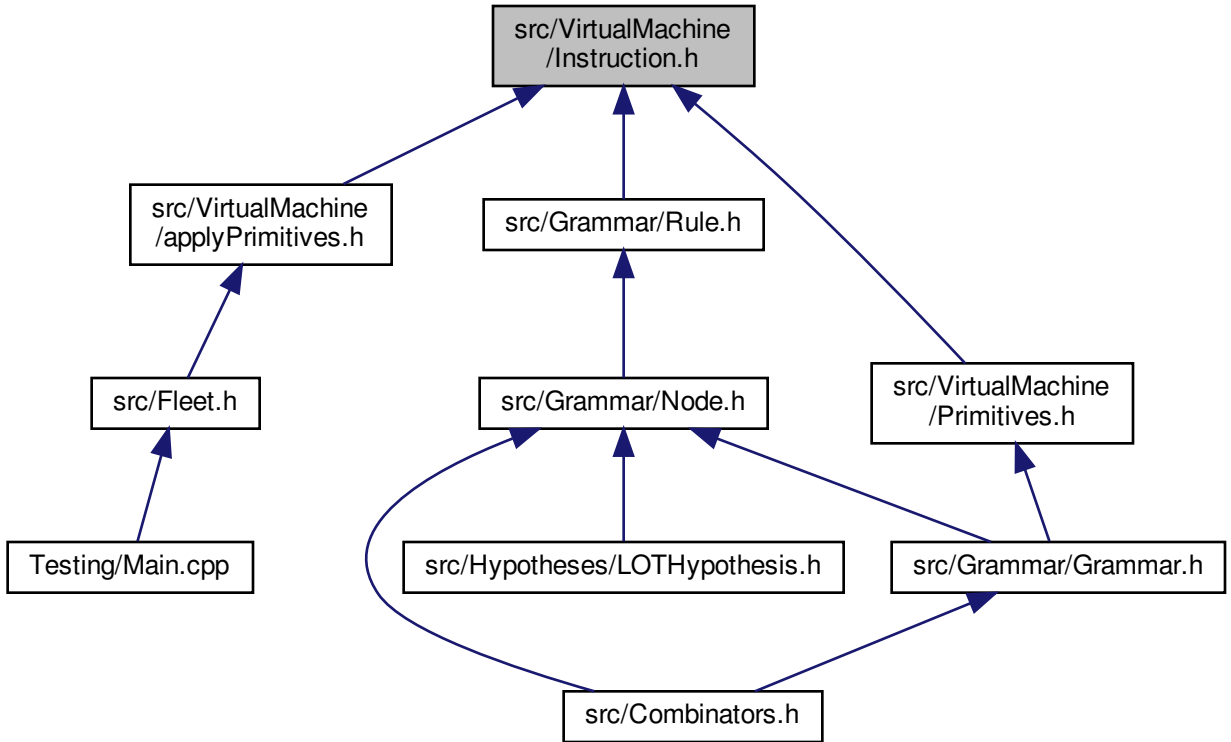 src/VirtualMachine
/Instruction.h
src/VirtualMachine
/applyPrimitives.h
src/Grammar/Rule.h
src/Fleet.h
src/Grammar/Node.h
src/VirtualMachine
/Primitives.h
Testing/Main.cpp
src/Hypotheses/LOTHypothesis.h
src/Grammar/Grammar.h
src/Combinators.h